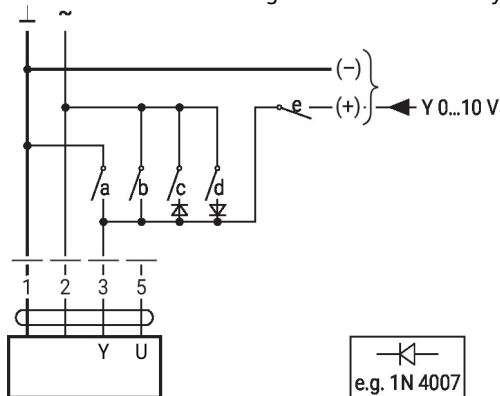 ⊥ ~
(–)
e (+) Y 0...10 V
a b c d
1 2 3 5
Y U
e.g. 1N 4007